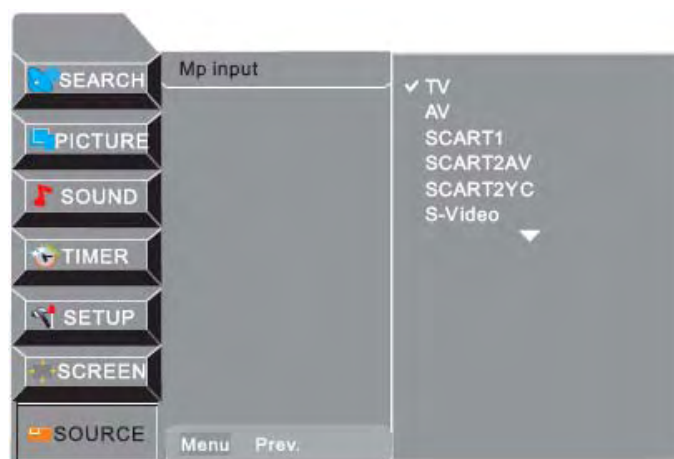 SEARCH
PICTURE
SOUND
TIMER
SETUP
SCREEN
SOURCE
Mp input
Menu Prev.
TV
AV
SCART1
SCART2AV
SCART2YC
S-Video